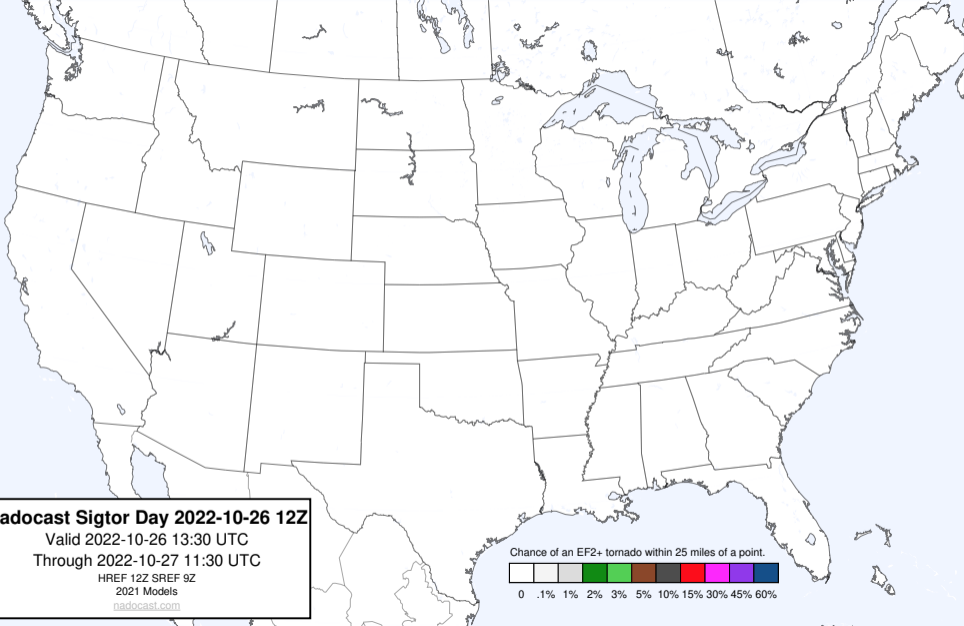 adocast Sigtor Day 2022-10-26 12Z
Valid 2022-10-26 13:30 UTC
Through 2022-10-27 11:30 UTC
HREF 12Z SREF 9Z
2021 Models
nadocast.com
Chance of an EF2+ tornado within 25 miles of a point.
0 .1% 1% 2% 3% 5% 10% 15% 30% 45% 60%